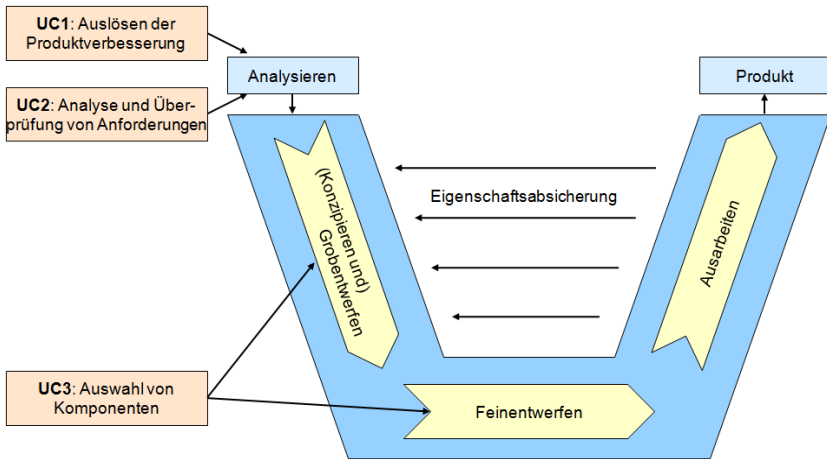 UC1: Auslösen der
Produktverbesserung
UC2: Analyse und Über-
prüfung von Anforderungen
Analysieren
Produkt
(Konzipieren und)
Grobentwerfen
Eigenschaftsabsicherung
Ausarbeiten
UC3: Auswahl von
Komponenten
Feinentwerfen